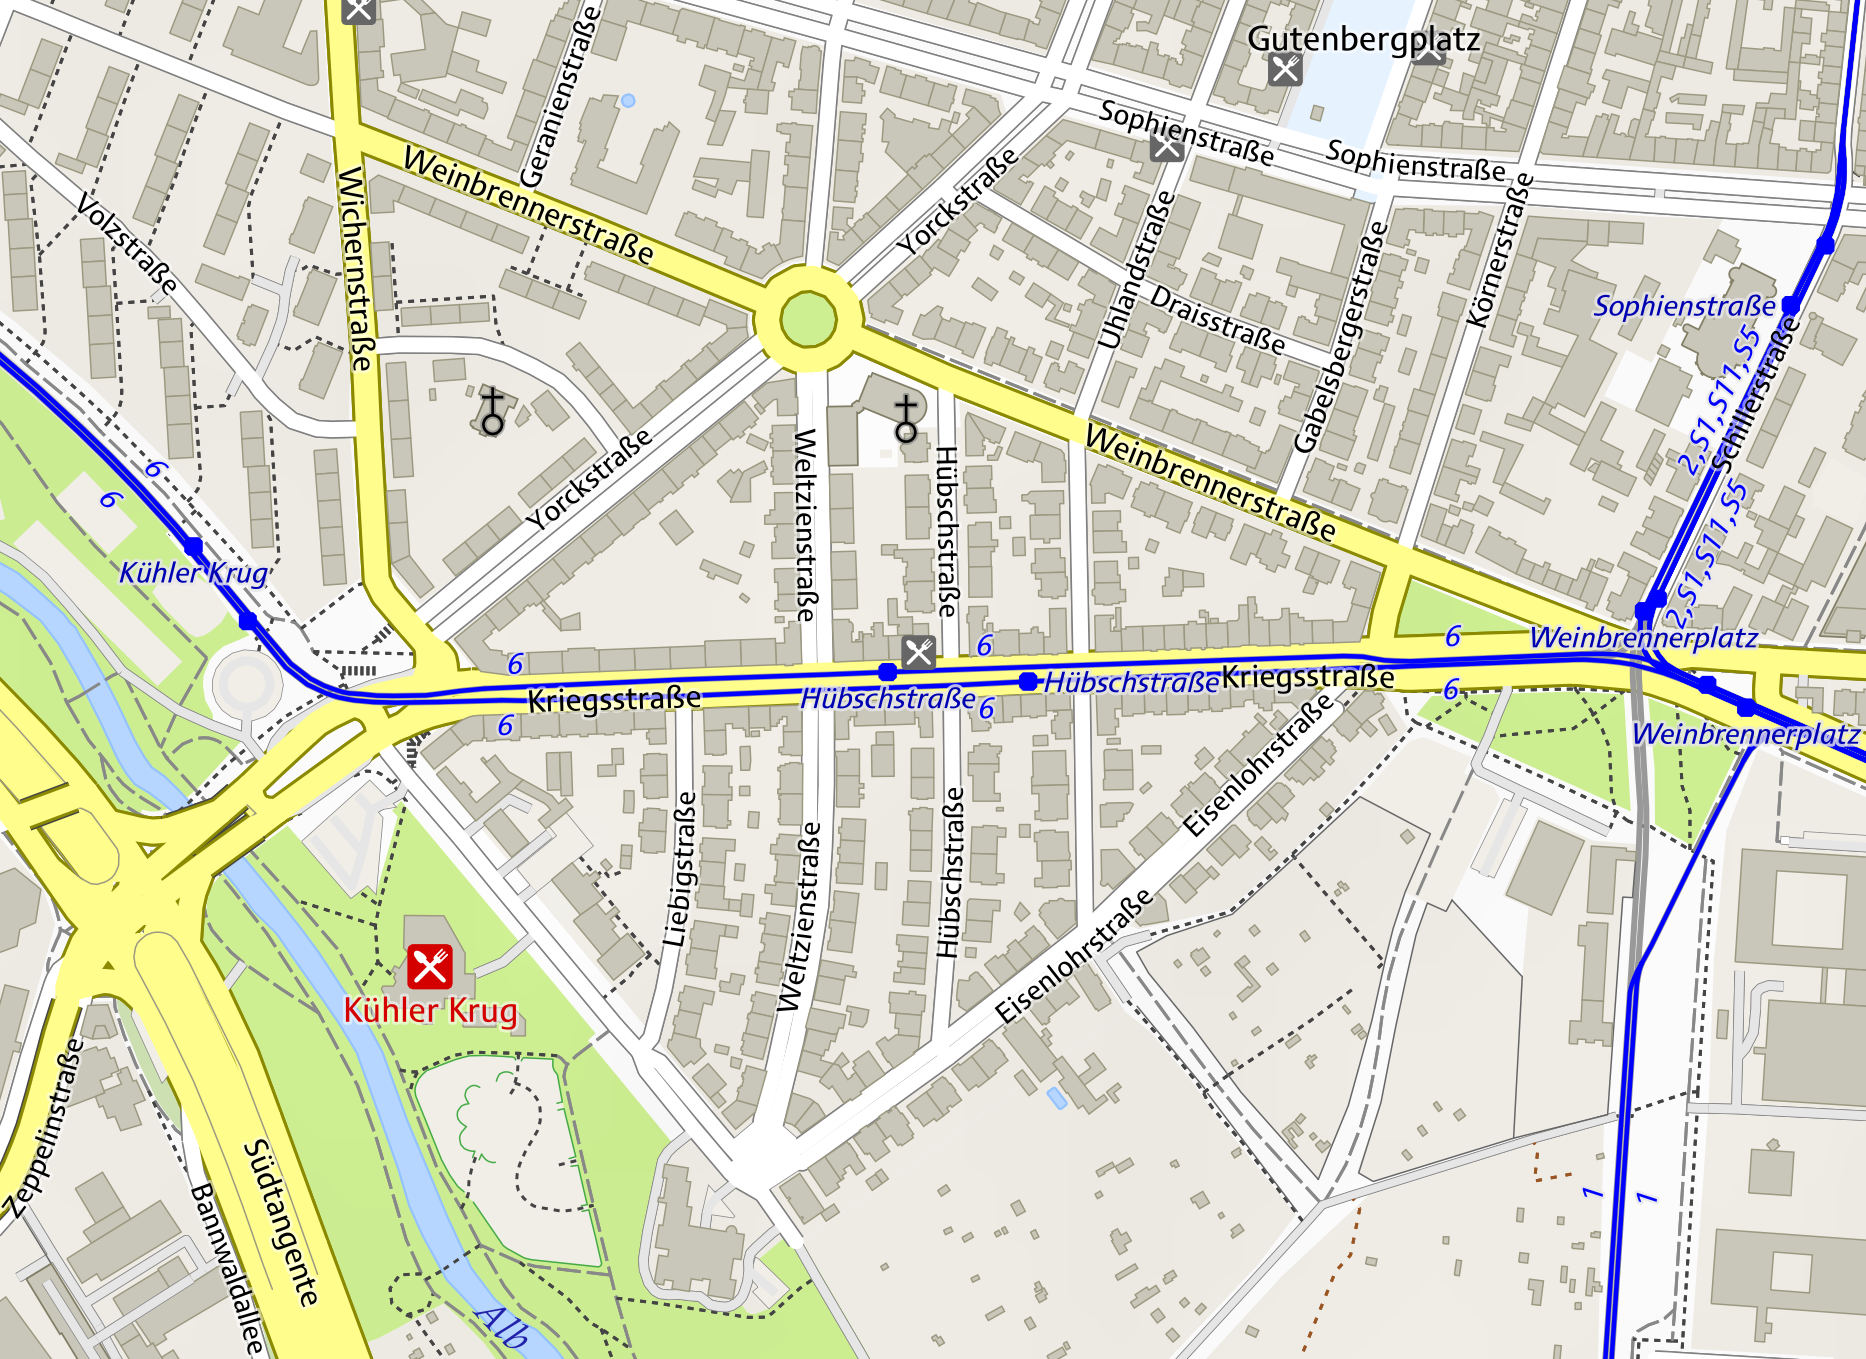 Gutenbergplatz
Geranienstraße
Sophienstraße
Sophienstraße
Weinbrennerstraße
Yorckstraße
Wichernstraße
Volzstraße
Uhlandstraße
Draisstraße
Gabelsbergerstraße
Körnerstraße
Sophienstraße
2,S1,S11,S5
Schillerstraße
2,S1,S11,S5
6
6
Yorckstraße
Weltzienstraße
Hübschstraße
Weinbrennerstraße
Kühler Krug
6
6
6
Weinbrennerplatz
Kriegsstraße
Hübschstraße
Hübschstraße
Kriegsstraße
6
6
6
Weinbrennerplatz
Eisenlohrstraße
Liebigstraße
Weltzienstraße
Hübschstraße
Eisenlohrstraße
Kühler Krug
Zeppelinstraße
Südtangente
Bannwaldallee
Alb
1
1